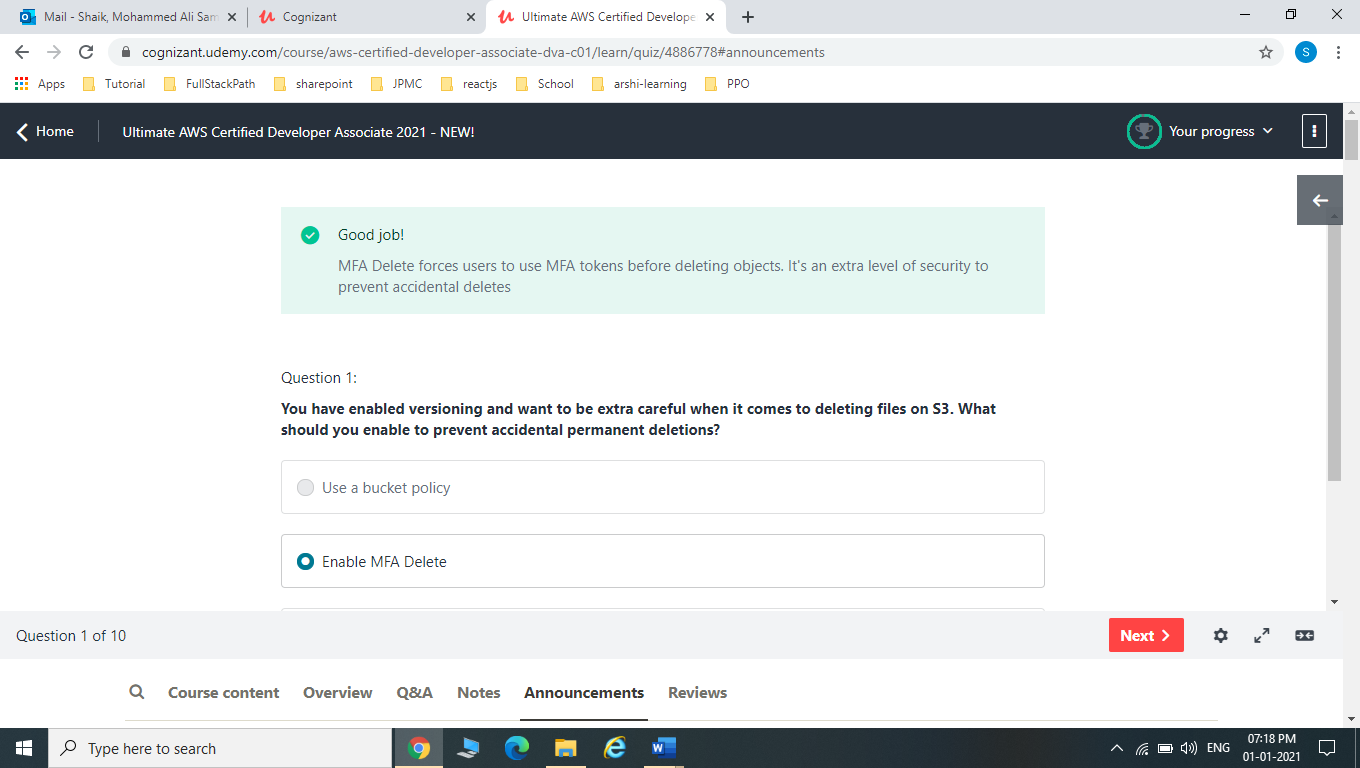 Mail - Shaik, Mohammed Ali Sam
Cognizant
Ultimate AWS Certified Develope
cognizant.udemy.com/course/aws-certified-developer-associate-dva-c01/learn/quiz/4886778#announcements
S
Apps Tutorial FullStackPath sharepoint JPMC reactjs School arshi-learning PPO
Home Ultimate AWS Certified Developer Associate 2021 - NEW! Your progress
Good job!
MFA Delete forces users to use MFA tokens before deleting objects. It's an extra level of security to
prevent accidental deletes
Question 1:
You have enabled versioning and want to be extra careful when it comes to deleting files on S3. What
should you enable to prevent accidental permanent deletions?
Use a bucket policy
Enable MFA Delete
Question 1 of 10 Next
Course content Overview Q&A Notes Announcements Reviews
Type here to search
ENG
07:18 PM
01-01-2021